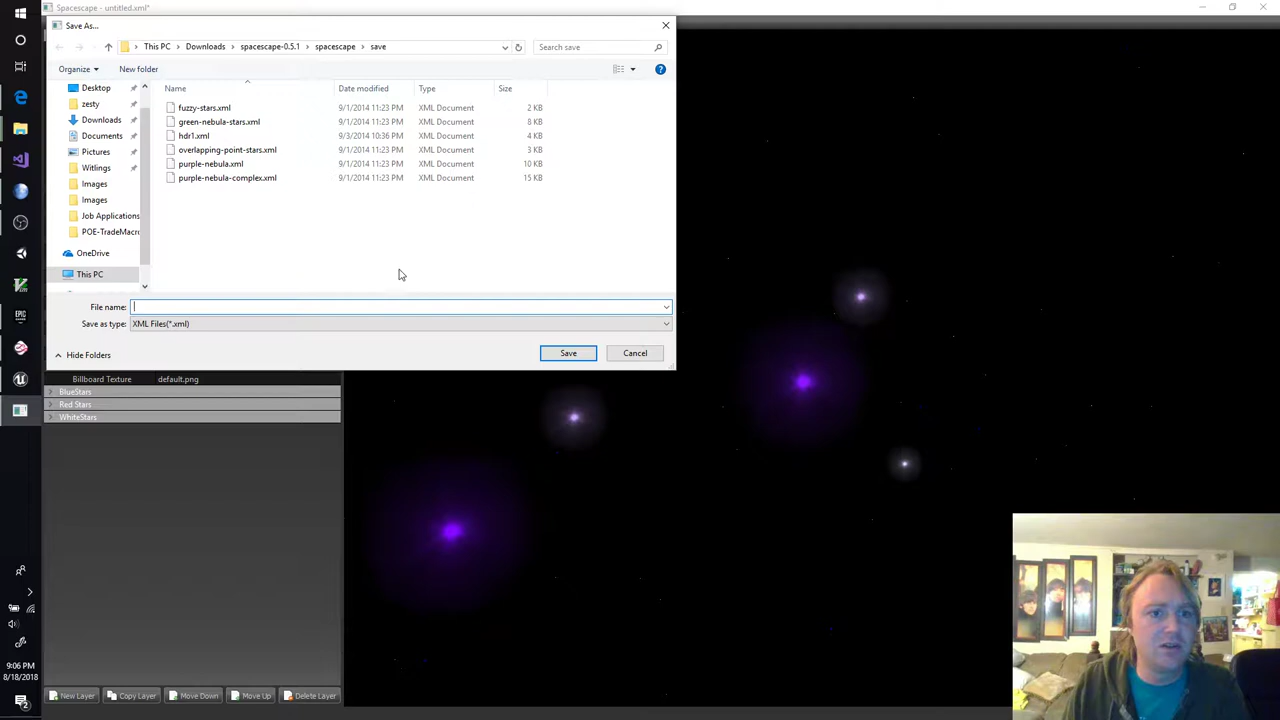 Spacescape - untitled.xml*
Save As...
This PC > Downloads > spacescape-0.5.1 > spacescape > save
Search save
Organize
New folder
Name
Date modified
Type
Size
Desktop
zesty
Downloads
Documents
Pictures
Witlings
Images
Images
Job Applications
POE-TradeMacr
OneDrive
This PC
fuzzy-stars.xml 9/1/2014 11:23 PM XML Document 2 KB
green-nebula-stars.xml 9/1/2014 11:23 PM XML Document 8 KB
hdr1.xml 9/3/2014 10:36 PM XML Document 4 KB
overlapping-point-stars.xml 9/1/2014 11:23 PM XML Document 3 KB
purple-nebula.xml 9/1/2014 11:23 PM XML Document 10 KB
purple-nebula-complex.xml 9/1/2014 11:23 PM XML Document 15 KB
File name:
Save as type: XML Files(*.xml)
Hide Folders
Save
Cancel
Billboard Texture default.png
BlueStars
Red Stars
WhiteStars
New Layer
Copy Layer
Move Down
Move Up
Delete Layer
9:06 PM
8/18/2018